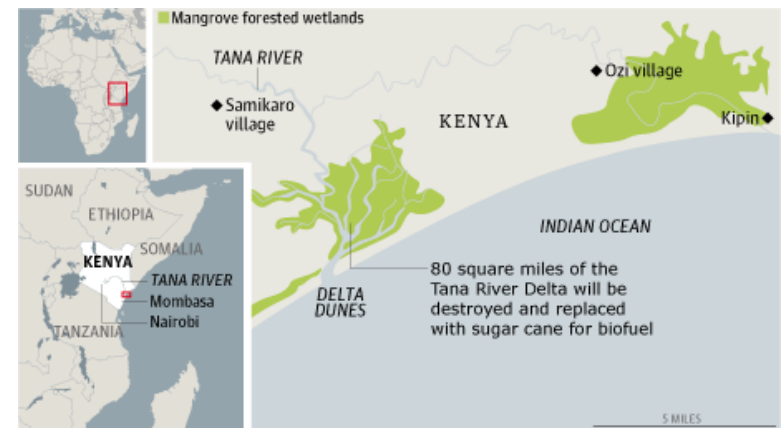 Mangrove forested wetlands
TANA RIVER
Samikaro
village
KENYA
Ozi village
Kipin
INDIAN OCEAN
DELTA
DUNES
80 square miles of the
Tana River Delta will be
destroyed and replaced
with sugar cane for biofuel
5 MILES
SUDAN
ETHIOPIA
SOMALIA
KENYA
TANA RIVER
Mombasa
Nairobi
TANZANIA